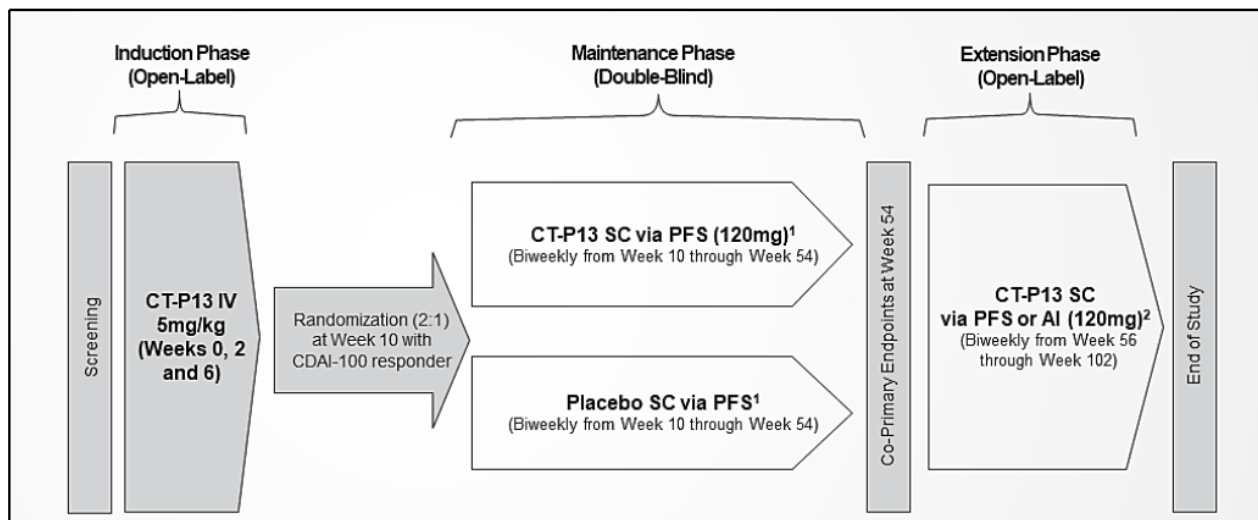 Induction Phase
(Open-Label)
Maintenance Phase
(Double-Blind)
Extension Phase
(Open-Label)
Screening
CT-P13 IV
5mg/kg
(Weeks 0, 2
and 6)
Randomization (2:1)
at Week 10 with
CDAI-100 responder
CT-P13 SC via PFS (120mg)¹
(Biweekly from Week 10 through Week 54)
Placebo SC via PFS¹
(Biweekly from Week 10 through Week 54)
Co-Primary Endpoints at Week 54
CT-P13 SC
via PFS or AI (120mg)²
(Biweekly from Week 56
through Week 102)
End of Study